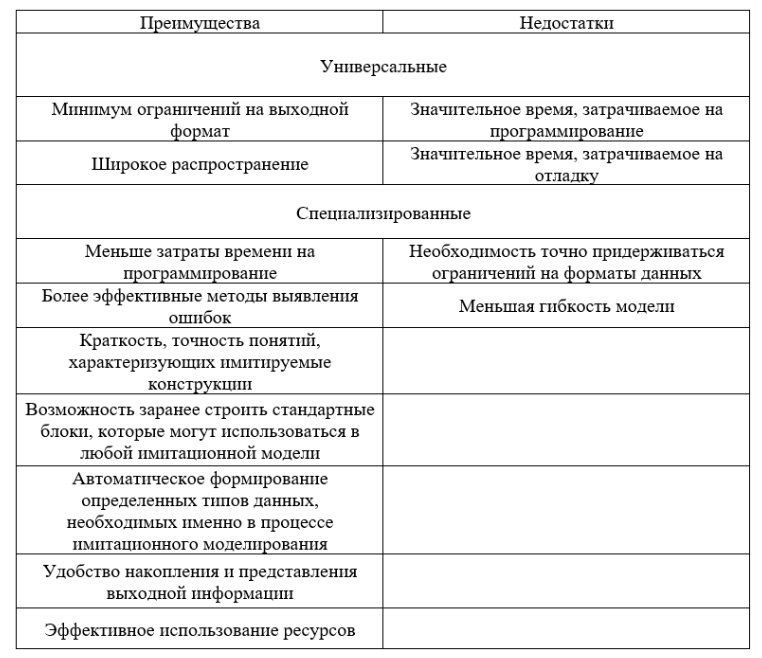 Преимущества
Недостатки
Универсальные
Минимум ограничений на выходной
формат
Значительное время, затрачиваемое на
программирование
Широкое распространение
Значительное время, затрачиваемое на
отладку
Специализированные
Меньше затраты времени на
программирование
Необходимость точно придерживаться
ограничений на форматы данных
Более эффективные методы выявления
ошибок
Меньшая гибкость модели
Краткость, точность понятий,
характеризующих имитируемые
конструкции
Возможность заранее строить стандартные
блоки, которые могут использоваться в
любой имитационной модели
Автоматическое формирование
определенных типов данных,
необходимых именно в процессе
имитационного моделирования
Удобство накопления и представления
выходной информации
Эффективное использование ресурсов